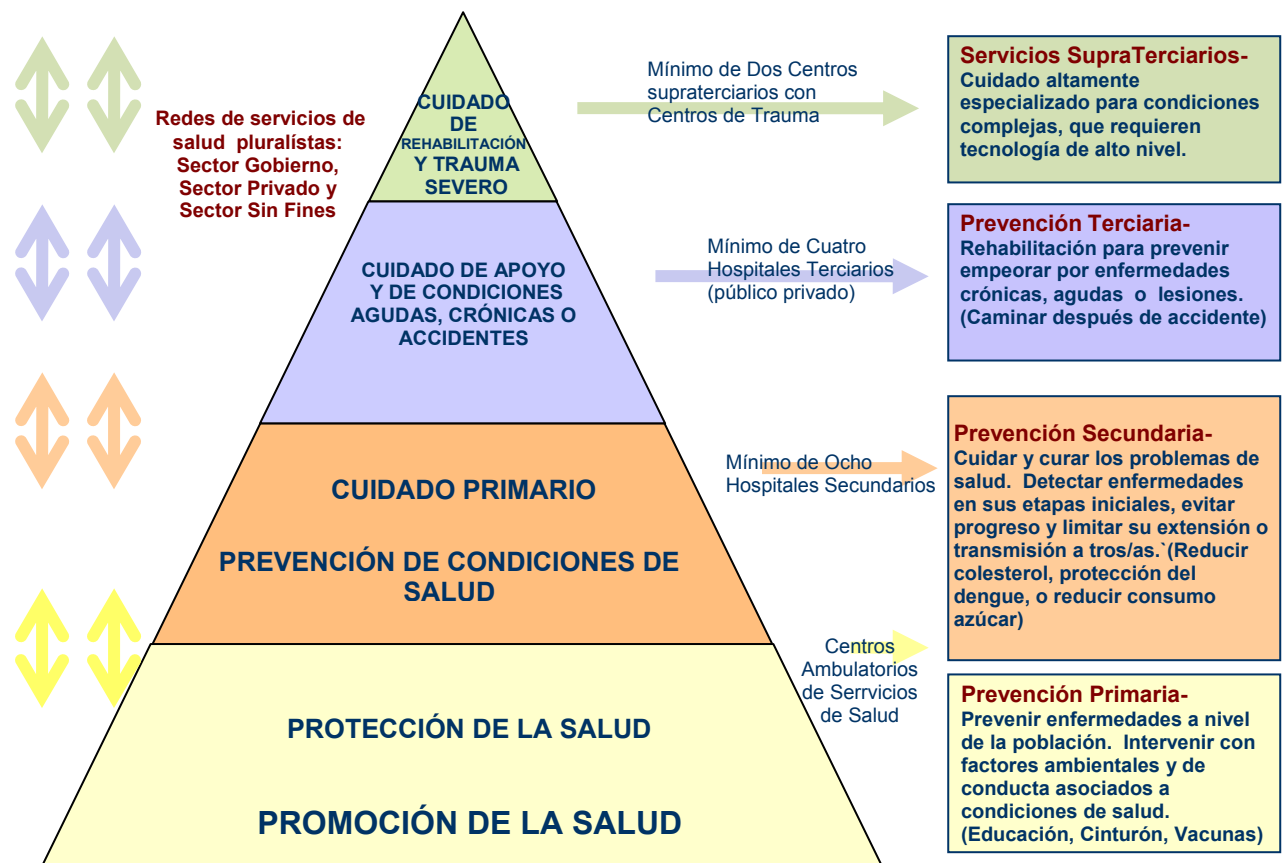 Redes de servicios de
salud pluralístas:
Sector Gobierno,
Sector Privado y
Sector Sin Fines
CUIDADO
DE
REHABILITACIÓN
Y TRAUMA
SEVERO
Mínimo de Dos Centros
supraterciarios con
Centros de Trauma
Servicios SupraTerciarios-
Cuidado altamente
especializado para condiciones
complejas, que requieren
tecnología de alto nivel.
CUIDADO DE APOYO
Y DE CONDICIONES
AGUDAS, CRÓNICAS O
ACCIDENTES
Mínimo de Cuatro
Hospitales Terciarios
(público privado)
Prevención Terciaria-
Rehabilitación para prevenir
empeorar por enfermedades
crónicas, agudas o lesiones.
(Caminar después de accidente)
CUIDADO PRIMARIO
PREVENCIÓN DE CONDICIONES DE
SALUD
Mínimo de Ocho
Hospitales Secundarios
Prevención Secundaria-
Cuidar y curar los problemas de
salud. Detectar enfermedades
en sus etapas iniciales, evitar
progreso y limitar su extensión o
transmisión a tros/as.`(Reducir
colesterol, protección del
dengue, o reducir consumo
azúcar)
PROTECCIÓN DE LA SALUD
PROMOCIÓN DE LA SALUD
Centros
Ambulatorios
de Serrvicios
de Salud
Prevención Primaria-
Prevenir enfermedades a nivel
de la población. Intervenir con
factores ambientales y de
conducta asociados a
condiciones de salud.
(Educación, Cinturón, Vacunas)